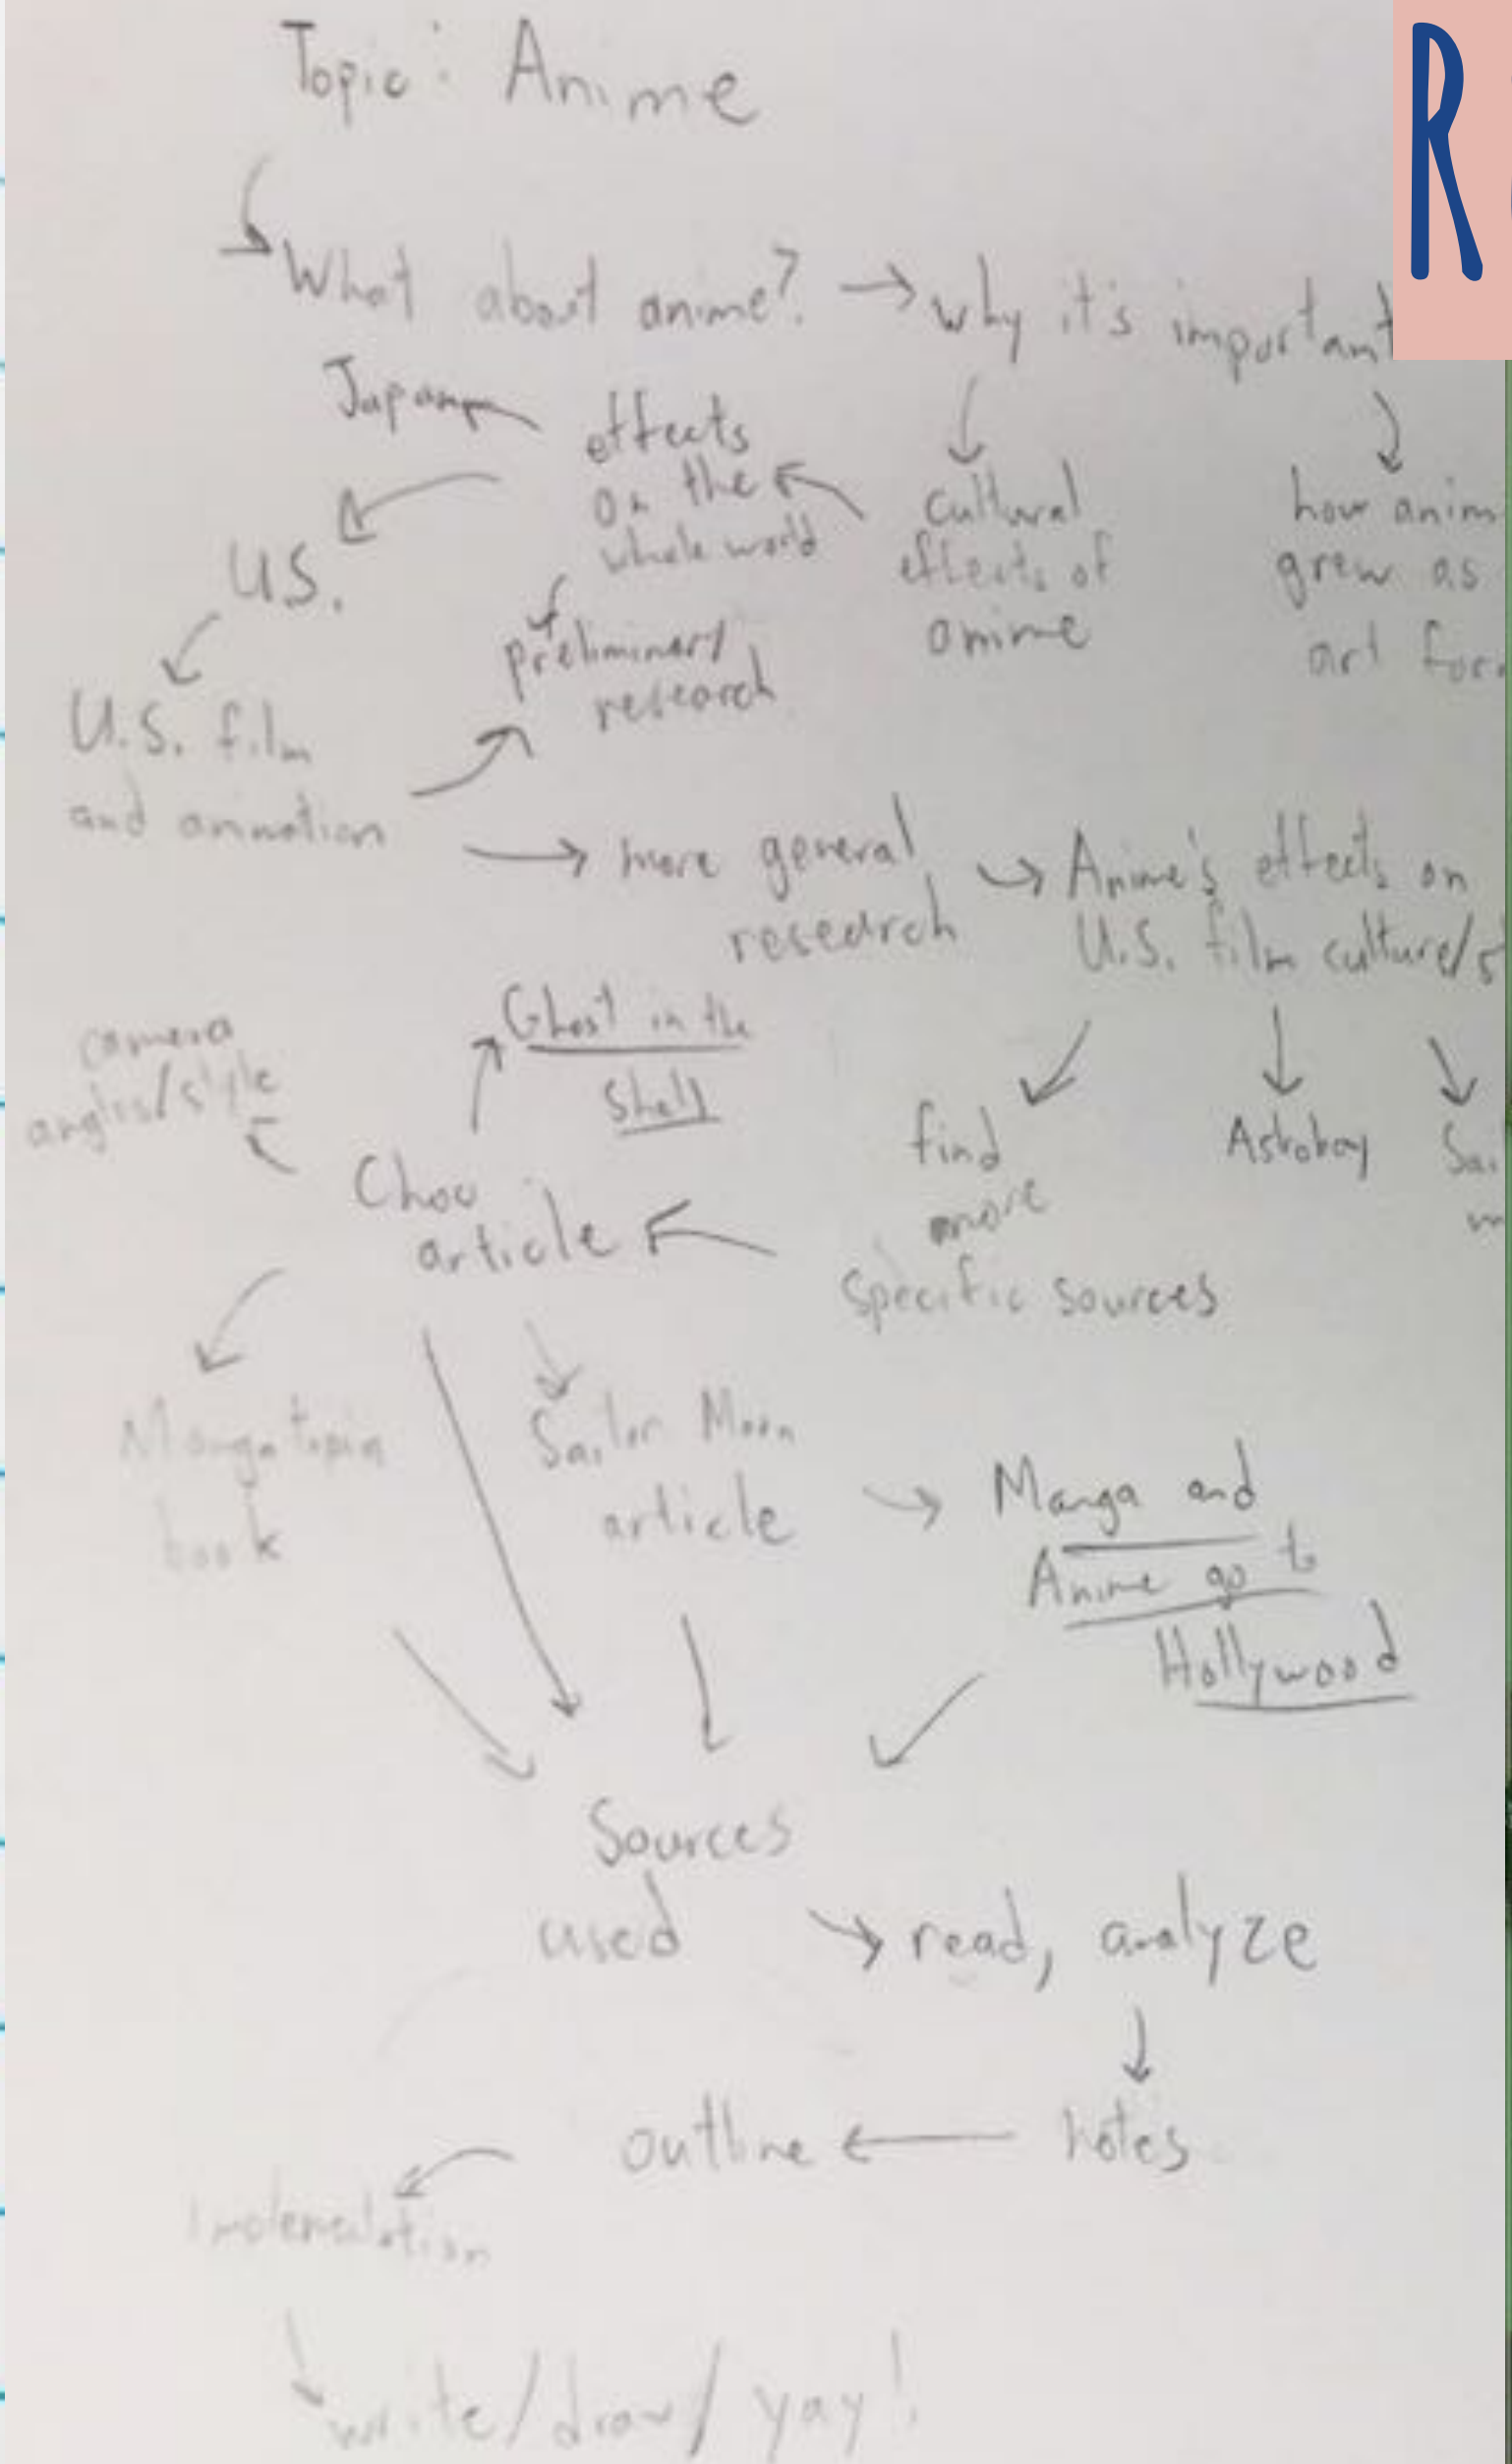 Topic: Anime
R
What about anime? → why it's important
Japan
effects
on the
whole world
cultural
effects of
anime
how anim
grew as
art for
U.S.
preliminary
research
U.S. film
and animation
more general
research
Anime's effects on
U.S. film culture/s
Ghost in the
Shell
camera
angles/style
find
more
specific sources
Astroboy
Sai
m
Chou
article
Mangatopia
book
Sailor Moon
article
Manga and
Anime go to
Hollywood
Sources
used
read, analyze
notes
outline
write/draw/yay!